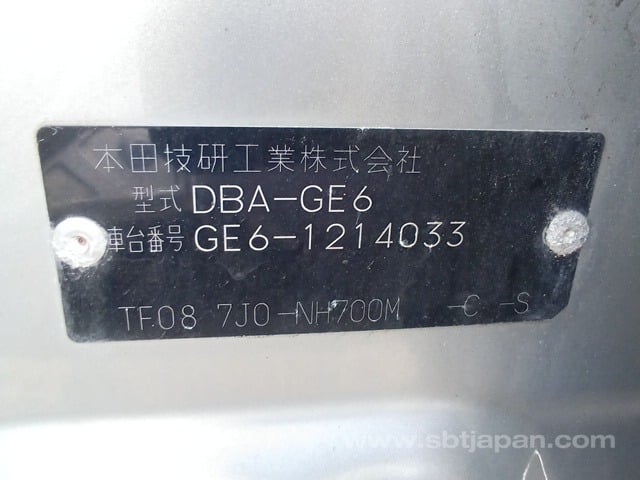 本田技研工業株式会社
型式 DBA-GE6
車台番号 GE6-1214033
TF08 7J0-NH700M -C -S
www.sbtjapan.com